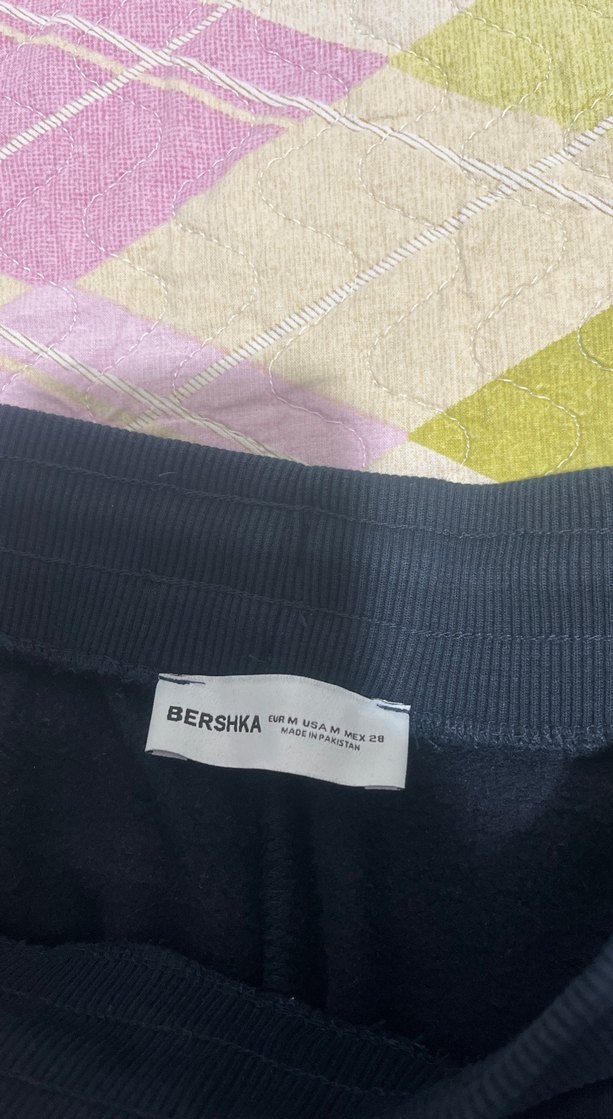 BERSHKA EUR M USA M MEX 28
MADE IN PAKISTAN